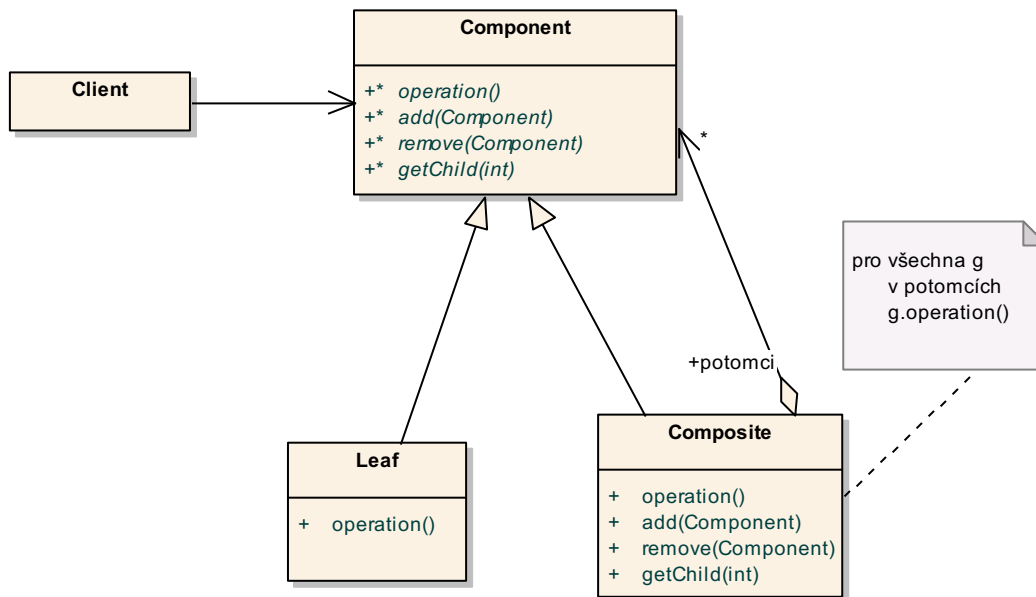 Component
+* operation()
+* add(Component)
+* remove(Component)
+* getChild(int)
Client
*
pro všechna g
v potomcích
g.operation()
+potomci
Leaf
+ operation()
Composite
+ operation()
+ add(Component)
+ remove(Component)
+ getChild(int)